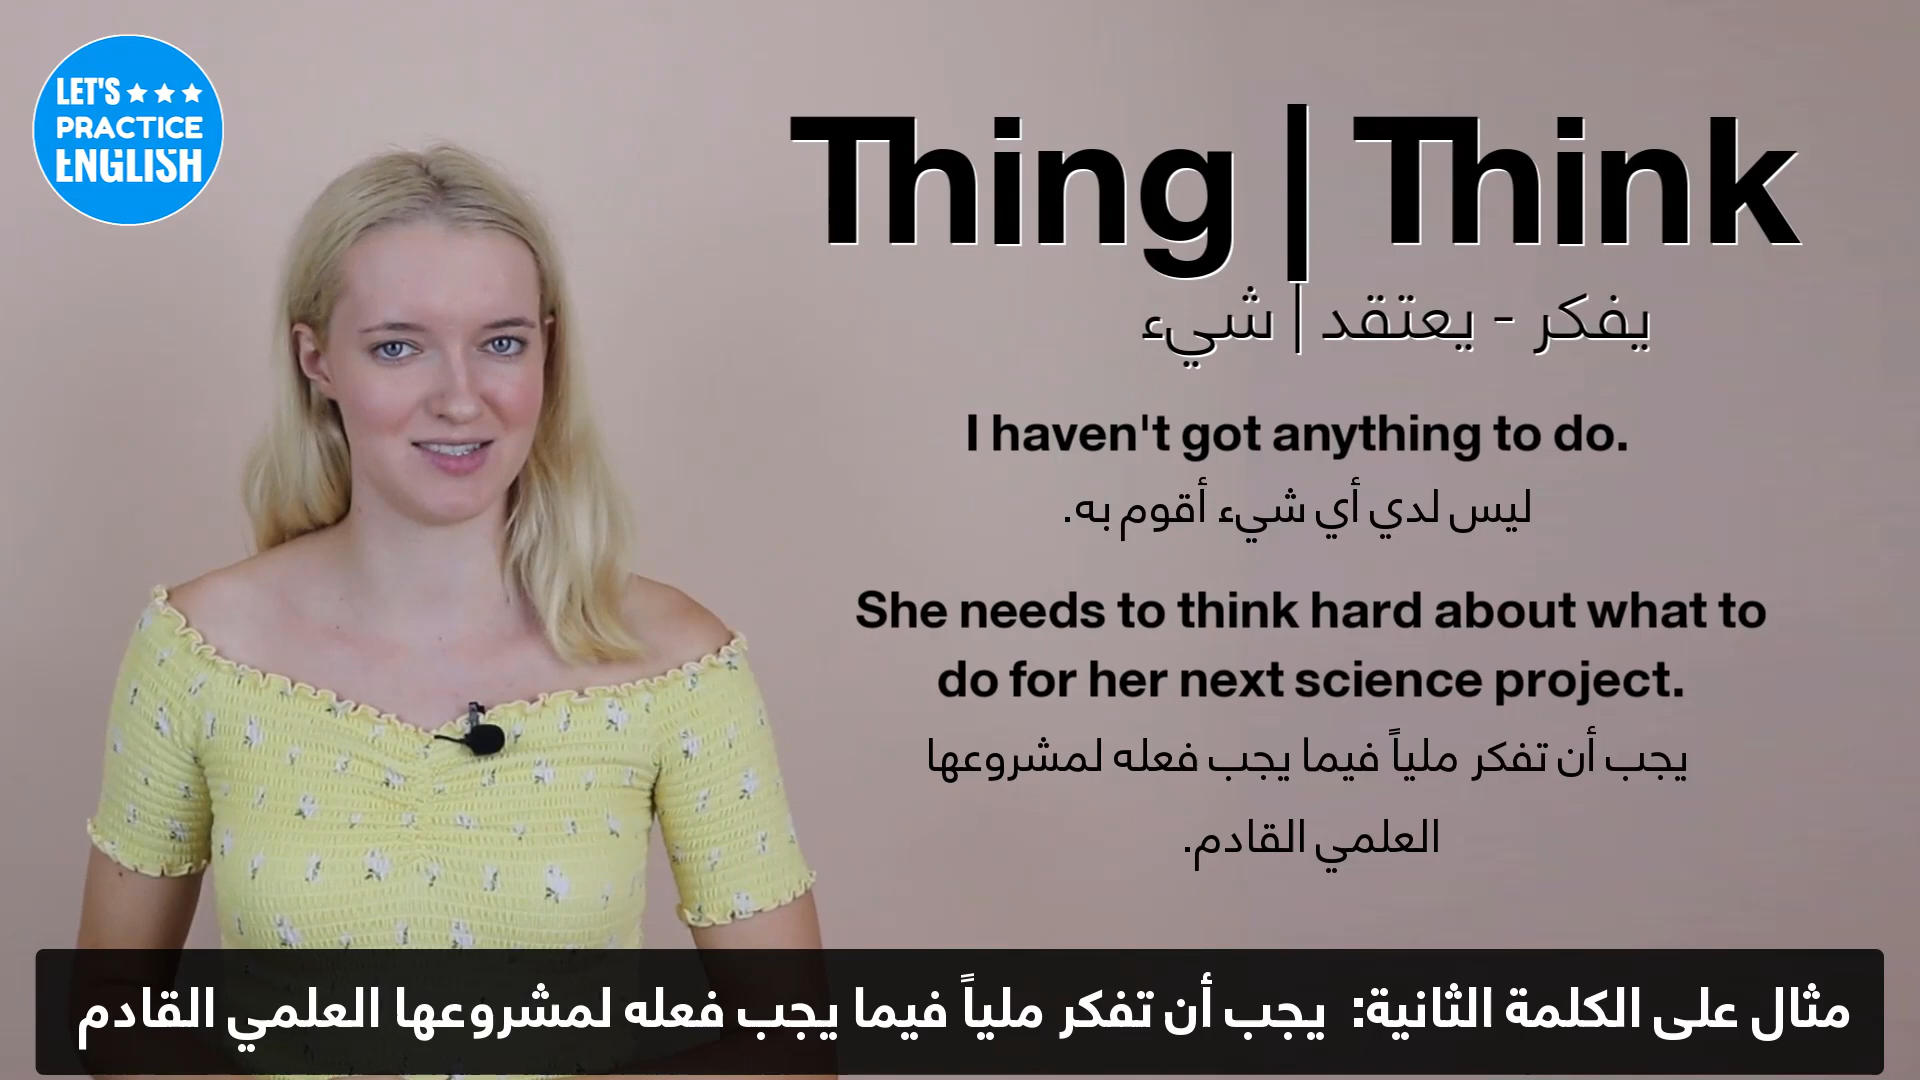 LET'S
PRACTICE
ENGLISH
Thing | Think
يفكر - يعتقد | شيء
I haven't got anything to do.
ليس لدي أي شيء أقوم به.
She needs to think hard about what to
do for her next science project.
يجب أن تفكر ملياً فيما يجب فعله لمشروعها
العلمي القادم.
مثال على الكلمة الثانية: يجب أن تفكر ملياً فيما يجب فعله لمشروعها العلمي القادم